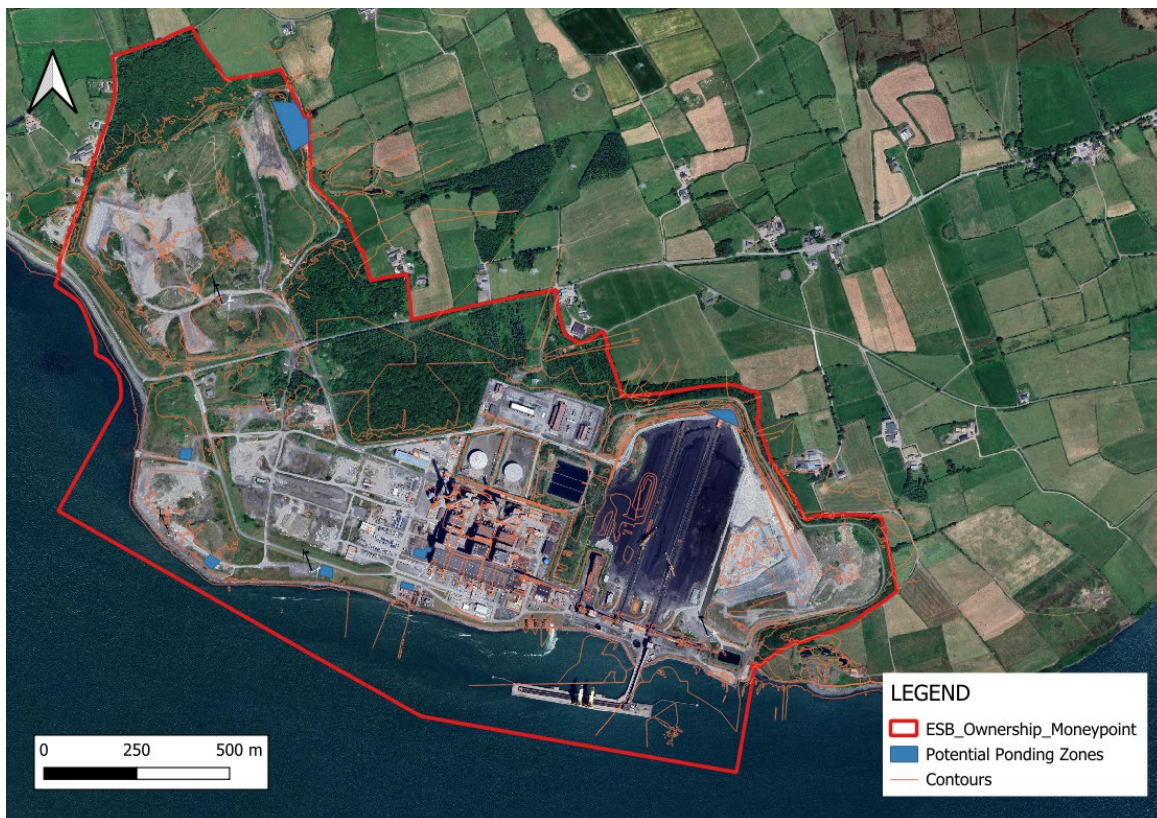 0 250 500 m
LEGEND
ESB_Ownership_Moneypoint
Potential Ponding Zones
Contours